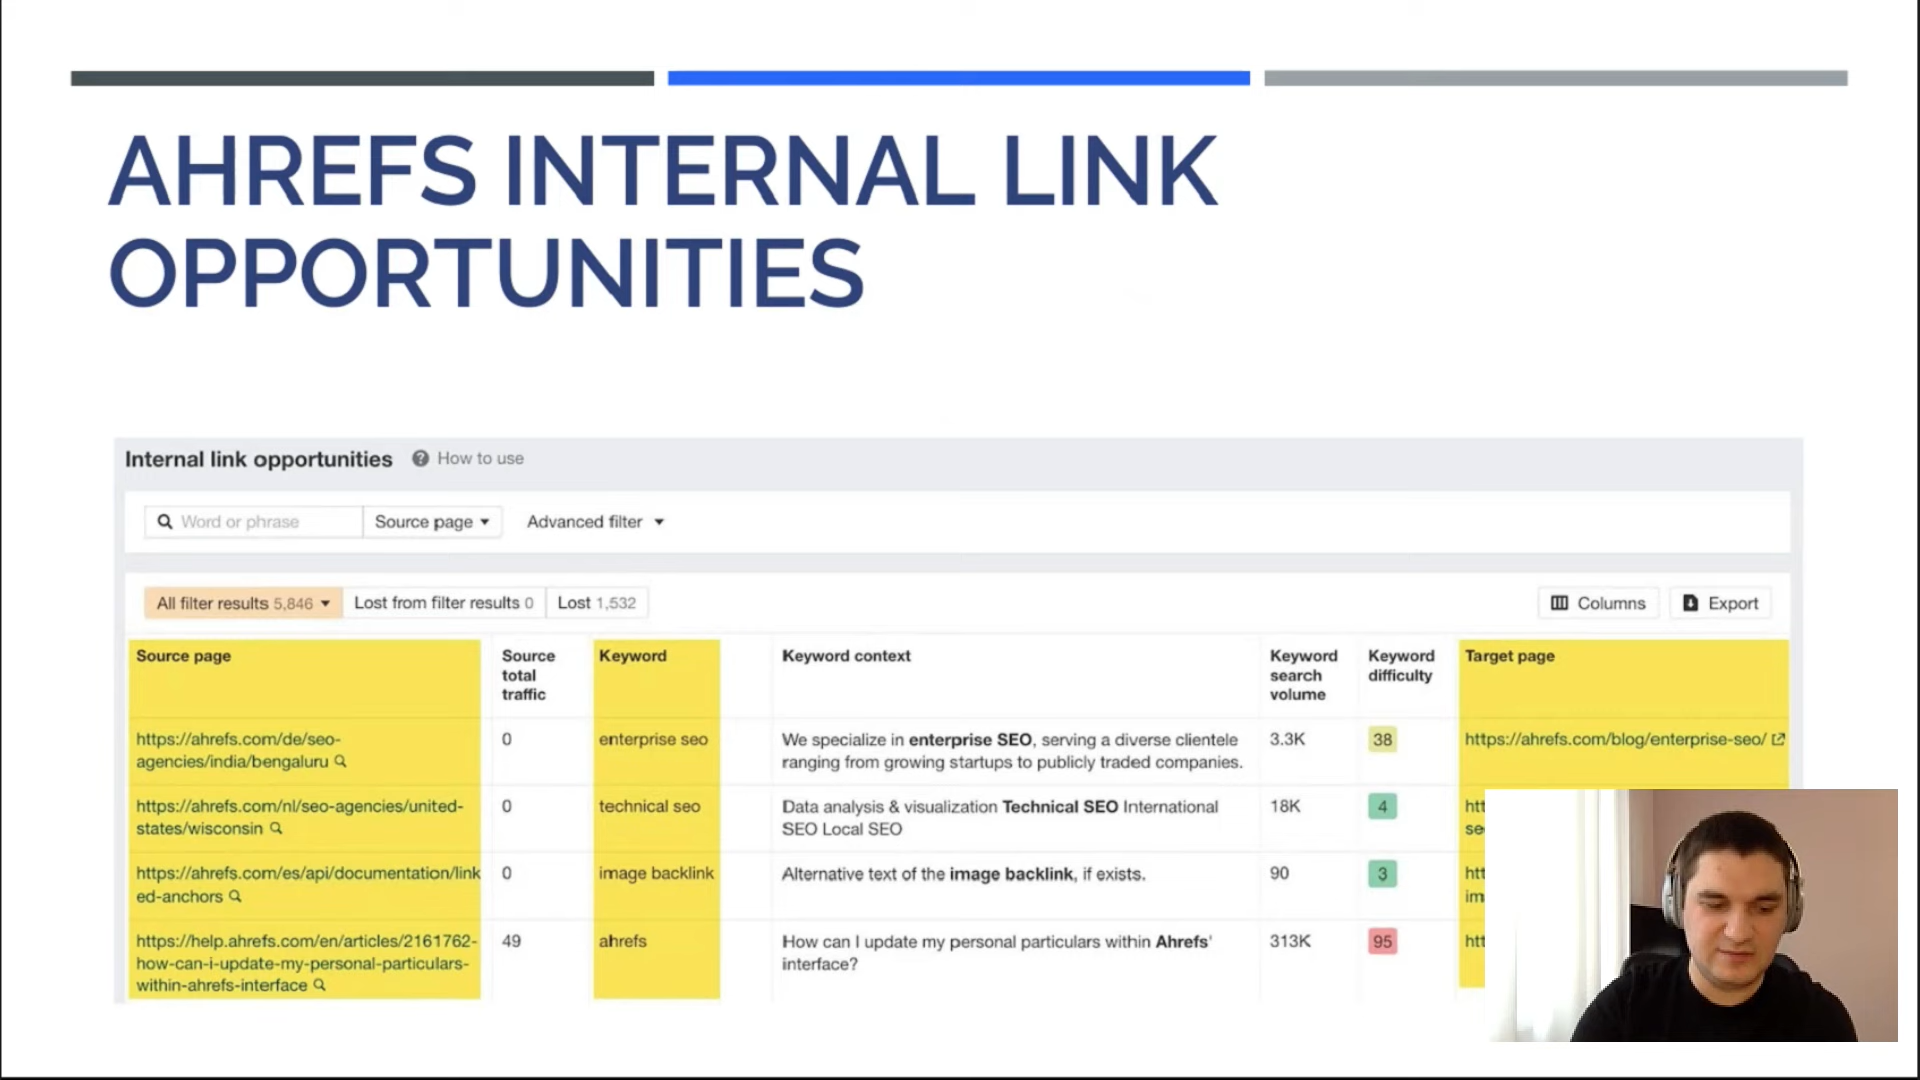 AHREFS INTERNAL LINK
OPPORTUNITIES
Internal link opportunities How to use
Word or phrase Source page Advanced filter
All filter results 5,846 Lost from filter results 0 Lost 1,532 Columns Export
Source page
Source
total
traffic
Keyword
Keyword context
Keyword
search
volume
Keyword
difficulty
Target page
https://ahrefs.com/de/seo-
agencies/india/bengaluru
0
enterprise seo
We specialize in enterprise SEO, serving a diverse clientele
ranging from growing startups to publicly traded companies.
3.3K
38
https://ahrefs.com/blog/enterprise-seo/
https://ahrefs.com/nl/seo-agencies/united-
states/wisconsin
0
technical seo
Data analysis & visualization Technical SEO International
SEO Local SEO
18K
4
https://ahrefs.com/es/api/documentation/link
ed-anchors
0
image backlink
Alternative text of the image backlink, if exists.
90
3
https://help.ahrefs.com/en/articles/2161762-
how-can-i-update-my-personal-particulars-
within-ahrefs-interface
49
ahrefs
How can I update my personal particulars within Ahrefs'
interface?
313K
95